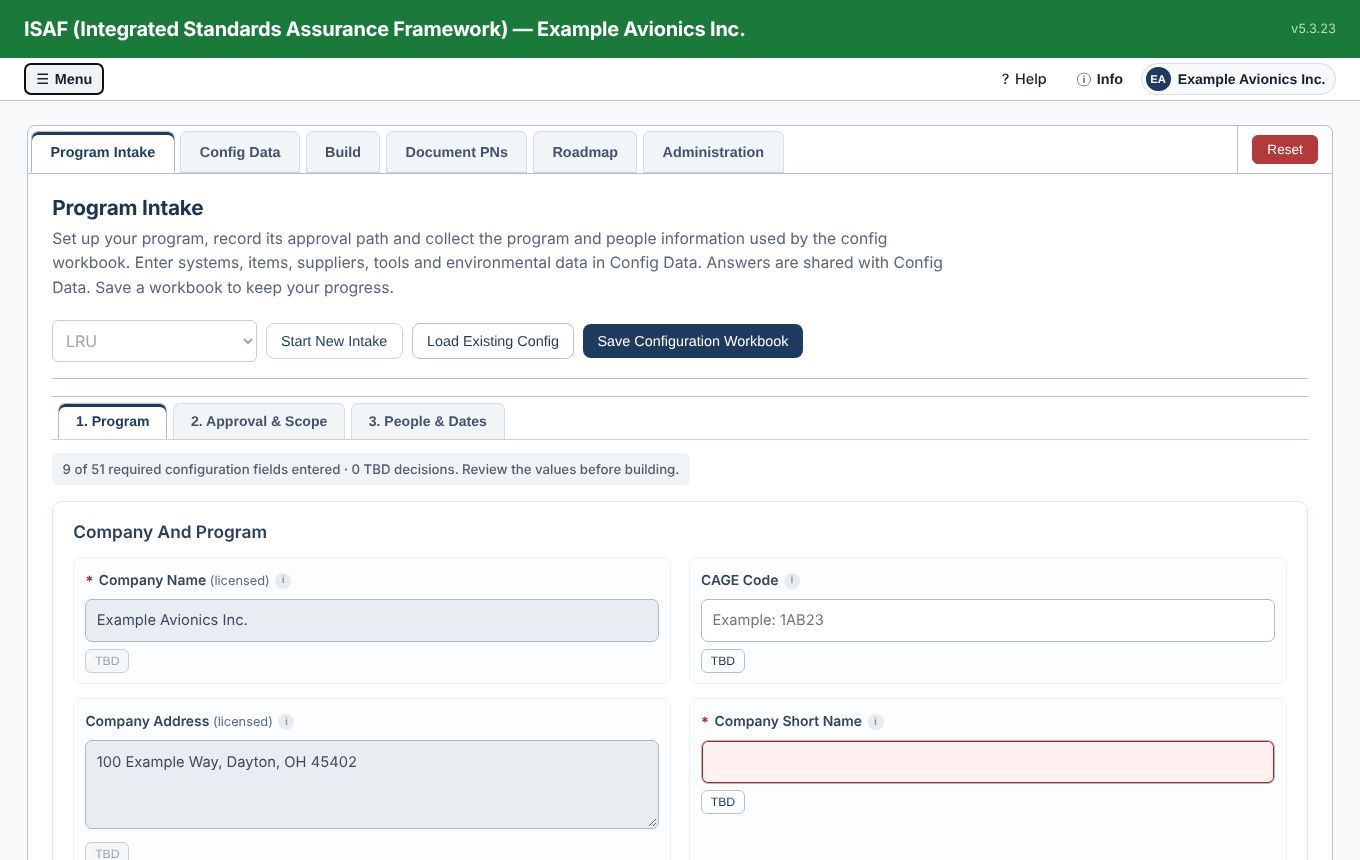 ISAF (Integrated Standards Assurance Framework) — Example Avionics Inc.
v5.3.23
☰ Menu
? Help
ⓘ Info
EA Example Avionics Inc.
Program Intake
Config Data
Build
Document PNs
Roadmap
Administration
Reset
Program Intake
Set up your program, record its approval path and collect the program and people information used by the config
workbook. Enter systems, items, suppliers, tools and environmental data in Config Data. Answers are shared with Config
Data. Save a workbook to keep your progress.
LRU
Start New Intake
Load Existing Config
Save Configuration Workbook
1. Program
2. Approval & Scope
3. People & Dates
9 of 51 required configuration fields entered · 0 TBD decisions. Review the values before building.
Company And Program
* Company Name (licensed) i
Example Avionics Inc.
TBD
CAGE Code i
Example: 1AB23
TBD
Company Address (licensed) i
100 Example Way, Dayton, OH 45402
TBD
* Company Short Name i
TBD